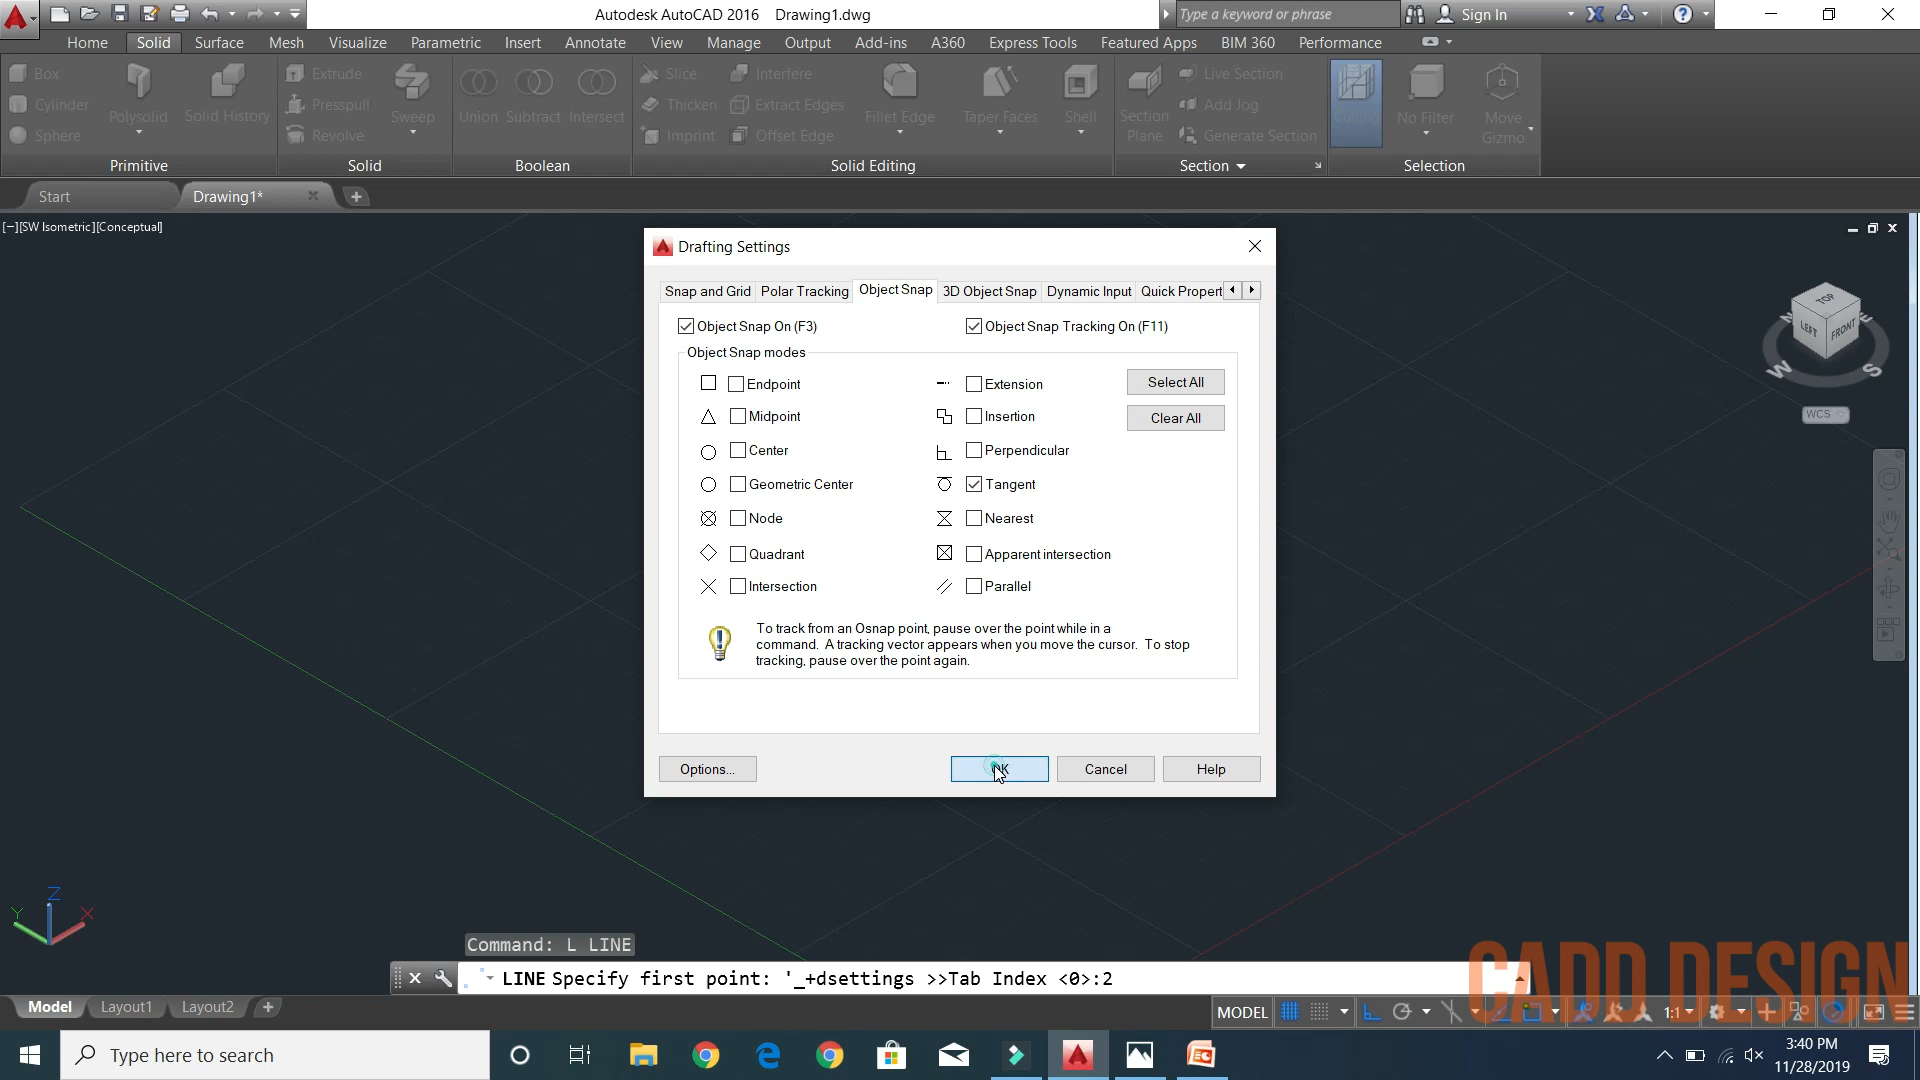 Autodesk AutoCAD 2016 Drawing1.dwg
Type a keyword or phrase
Sign In
Home Solid Surface Mesh Visualize Parametric Insert Annotate View Manage Output Add-ins A360 Express Tools Featured Apps BIM 360 Performance
Box
Cylinder
Sphere
Polysolid
Solid History
Primitive
Extrude
Presspull
Revolve
Sweep
Solid
Union Subtract Intersect
Boolean
Slice
Thicken
Imprint
Interfere
Extract Edges
Offset Edge
Fillet Edge
Taper Faces
Shell
Solid Editing
Section
Plane
Live Section
Add Jog
Generate Section
Section
Culling
No Filter
Move
Gizmo
Selection
Start
Drawing1*
[−][SW Isometric][Conceptual]
TOP
LEFT
FRONT
N
E
W
S
WCS
Drafting Settings
Snap and Grid Polar Tracking Object Snap 3D Object Snap Dynamic Input Quick Propert
Object Snap On (F3)
Object Snap Tracking On (F11)
Object Snap modes
Endpoint
Midpoint
Center
Geometric Center
Node
Quadrant
Intersection
Extension
Insertion
Perpendicular
Tangent
Nearest
Apparent intersection
Parallel
Select All
Clear All
To track from an Osnap point, pause over the point while in a
command. A tracking vector appears when you move the cursor. To stop
tracking, pause over the point again.
Options...
OK
Cancel
Help
Z
Y
X
Command: L LINE
LINE Specify first point: '_+dsettings >>Tab Index <0>:2
CADD DESIGN
Model Layout1 Layout2
MODEL
1:1
Type here to search
3:40 PM
11/28/2019